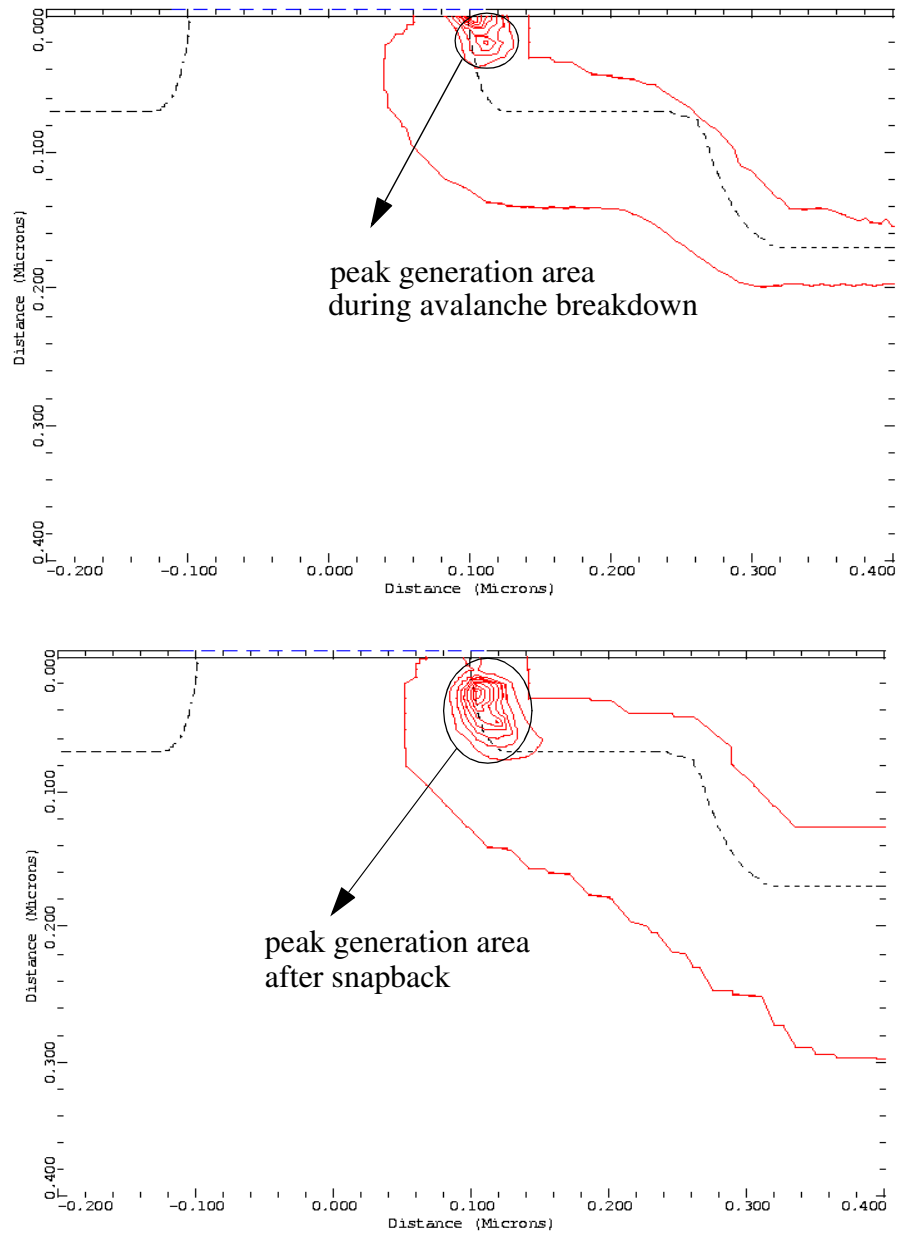 0.000
0.100
0.200
0.300
0.400
Distance (Microns)
peak generation area
during avalanche breakdown
-0.200 -0.100 0.000 0.100 0.200 0.300 0.400
Distance (Microns)
0.000
0.100
0.200
0.300
0.400
Distance (Microns)
peak generation area
after snapback
-0.200 -0.100 0.000 0.100 0.200 0.300 0.400
Distance (Microns)